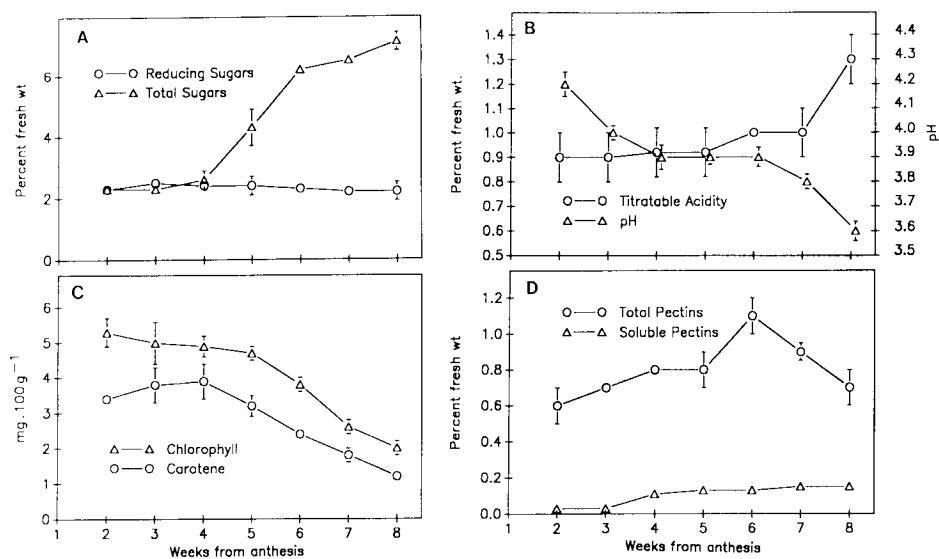 A
Percent fresh wt
6
4
2
0
Reducing Sugars
Total Sugars
B
Percent fresh wt.
1.4
1.3
1.2
1.1
1.0
0.9
0.8
0.7
0.6
0.5
4.4
4.3
4.2
4.1
4.0
3.9
3.8
3.7
3.6
3.5
pH
Titratable Acidity
pH
C
mg.100g⁻¹
5
4
3
2
1
0
Chlorophyll
Carotene
1 2 3 4 5 6 7 8
Weeks from anthesis
D
Percent fresh wt
1.2
1.0
0.8
0.6
0.4
0.2
0.0
Total Pectins
Soluble Pectins
1 2 3 4 5 6 7 8
Weeks from anthesis